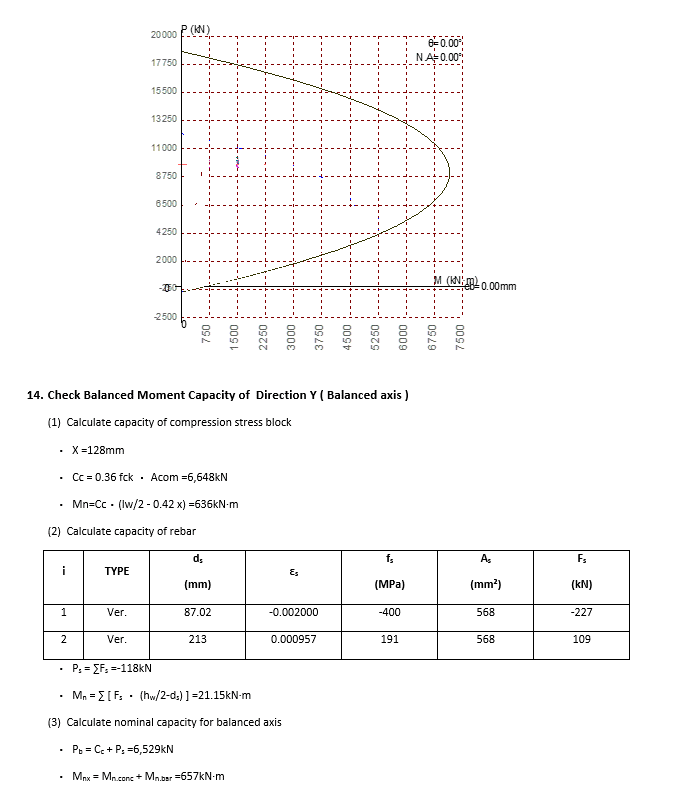 P (kN)
20000
θ=0.00°
N.A=0.00°
17750
15500
13250
11000
8750
6500
4250
2000
M (kN·m)
eb=0.00mm
-250
0
-2500
0
750
1500
2250
3000
3750
4500
5250
6000
6750
7500
14. Check Balanced Moment Capacity of Direction Y ( Balanced axis )
(1) Calculate capacity of compression stress block
· X =128mm
· Cc = 0.36 fck · Acom =6,648kN
· Mn=Cc · (lw/2 - 0.42 x) =636kN·m
(2) Calculate capacity of rebar
i TYPE ds (mm) εs fs (MPa) As (mm²) Fs (kN)
1 Ver. 87.02 -0.002000 -400 568 -227
2 Ver. 213 0.000957 191 568 109
· Ps = ∑Fs =-118kN
· Mn = ∑ [ Fs · (hw/2-ds) ] =21.15kN·m
(3) Calculate nominal capacity for balanced axis
· Pb = Cc + Ps =6,529kN
· Mnx = Mn.conc + Mn.bar =657kN·m